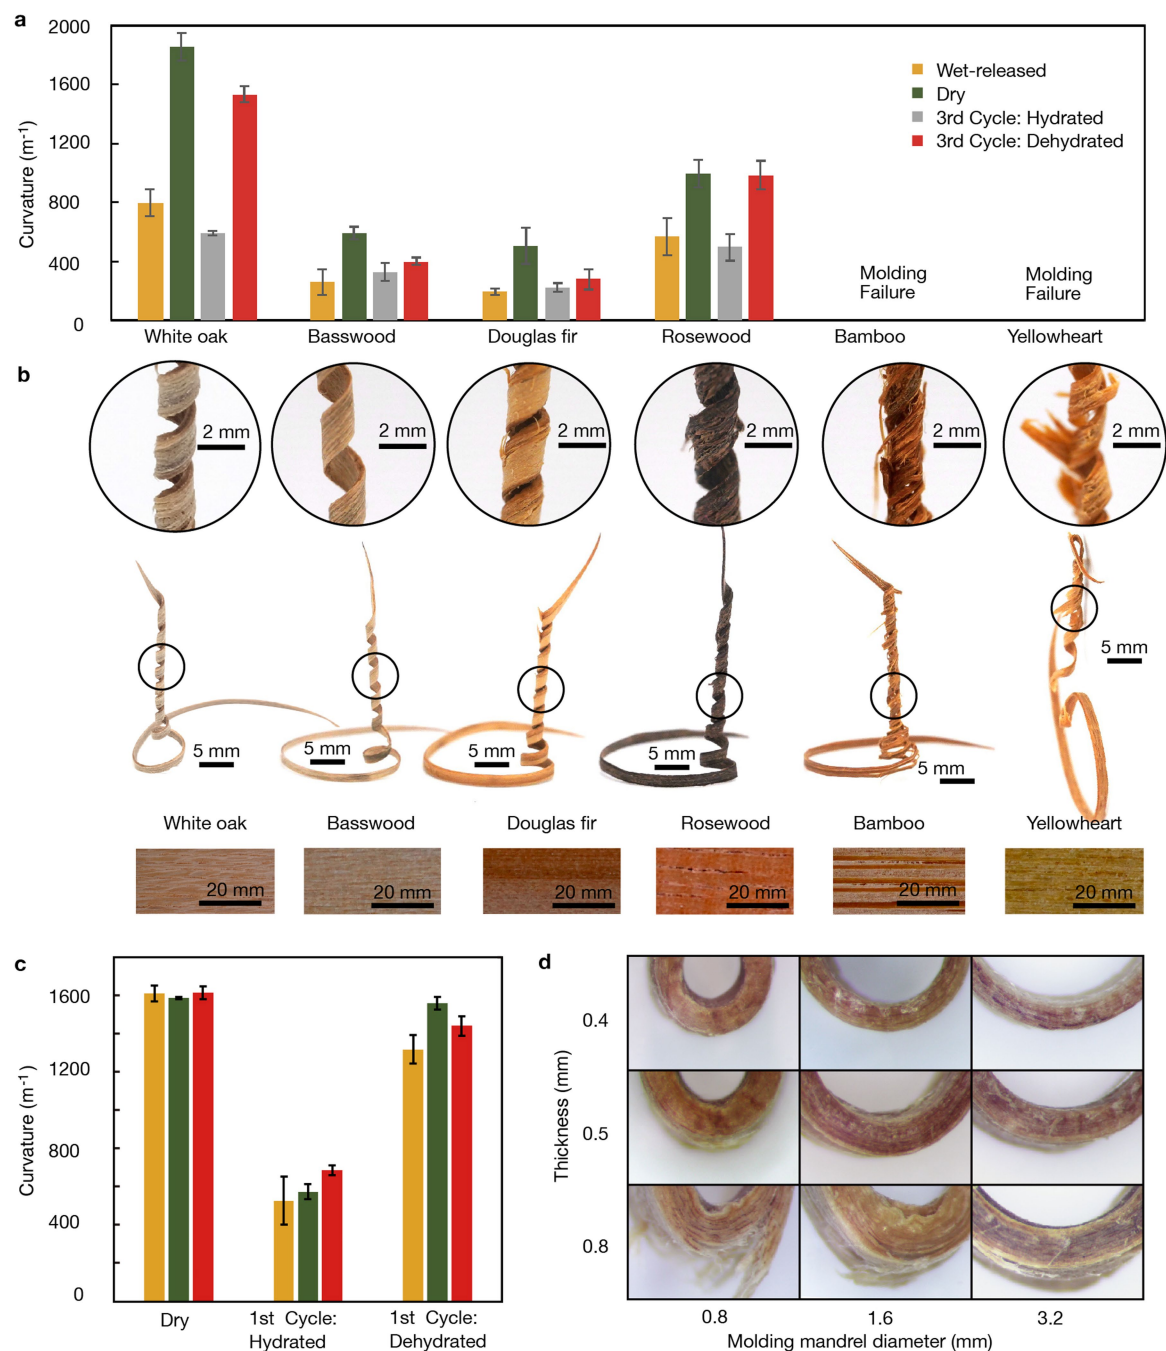 a
2000
1600
1200
800
400
0
Curvature (m⁻¹)
Wet-released
Dry
3rd Cycle: Hydrated
3rd Cycle: Dehydrated
Molding
Failure
Molding
Failure
White oak
Basswood
Douglas fir
Rosewood
Bamboo
Yellowheart
b
2 mm
2 mm
2 mm
2 mm
2 mm
2 mm
5 mm
5 mm
5 mm
5 mm
5 mm
5 mm
White oak
Basswood
Douglas fir
Rosewood
Bamboo
Yellowheart
20 mm
20 mm
20 mm
20 mm
20 mm
20 mm
c
1600
1200
800
400
0
Curvature (m⁻¹)
Dry
1st Cycle:
Hydrated
1st Cycle:
Dehydrated
d
0.4
0.5
0.8
Thickness (mm)
0.8
1.6
3.2
Molding mandrel diameter (mm)